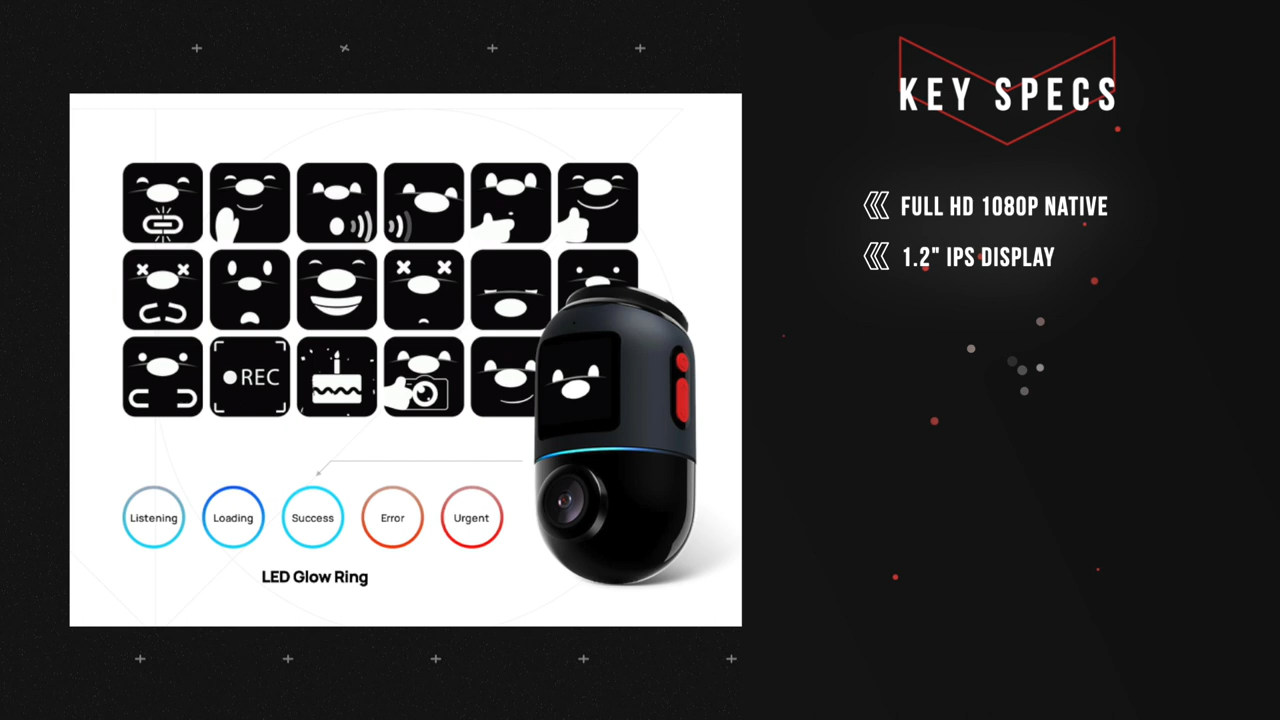 KEY SPECS
FULL HD 1080P NATIVE
1.2" IPS DISPLAY
REC
Listening
Loading
Success
Error
Urgent
LED Glow Ring